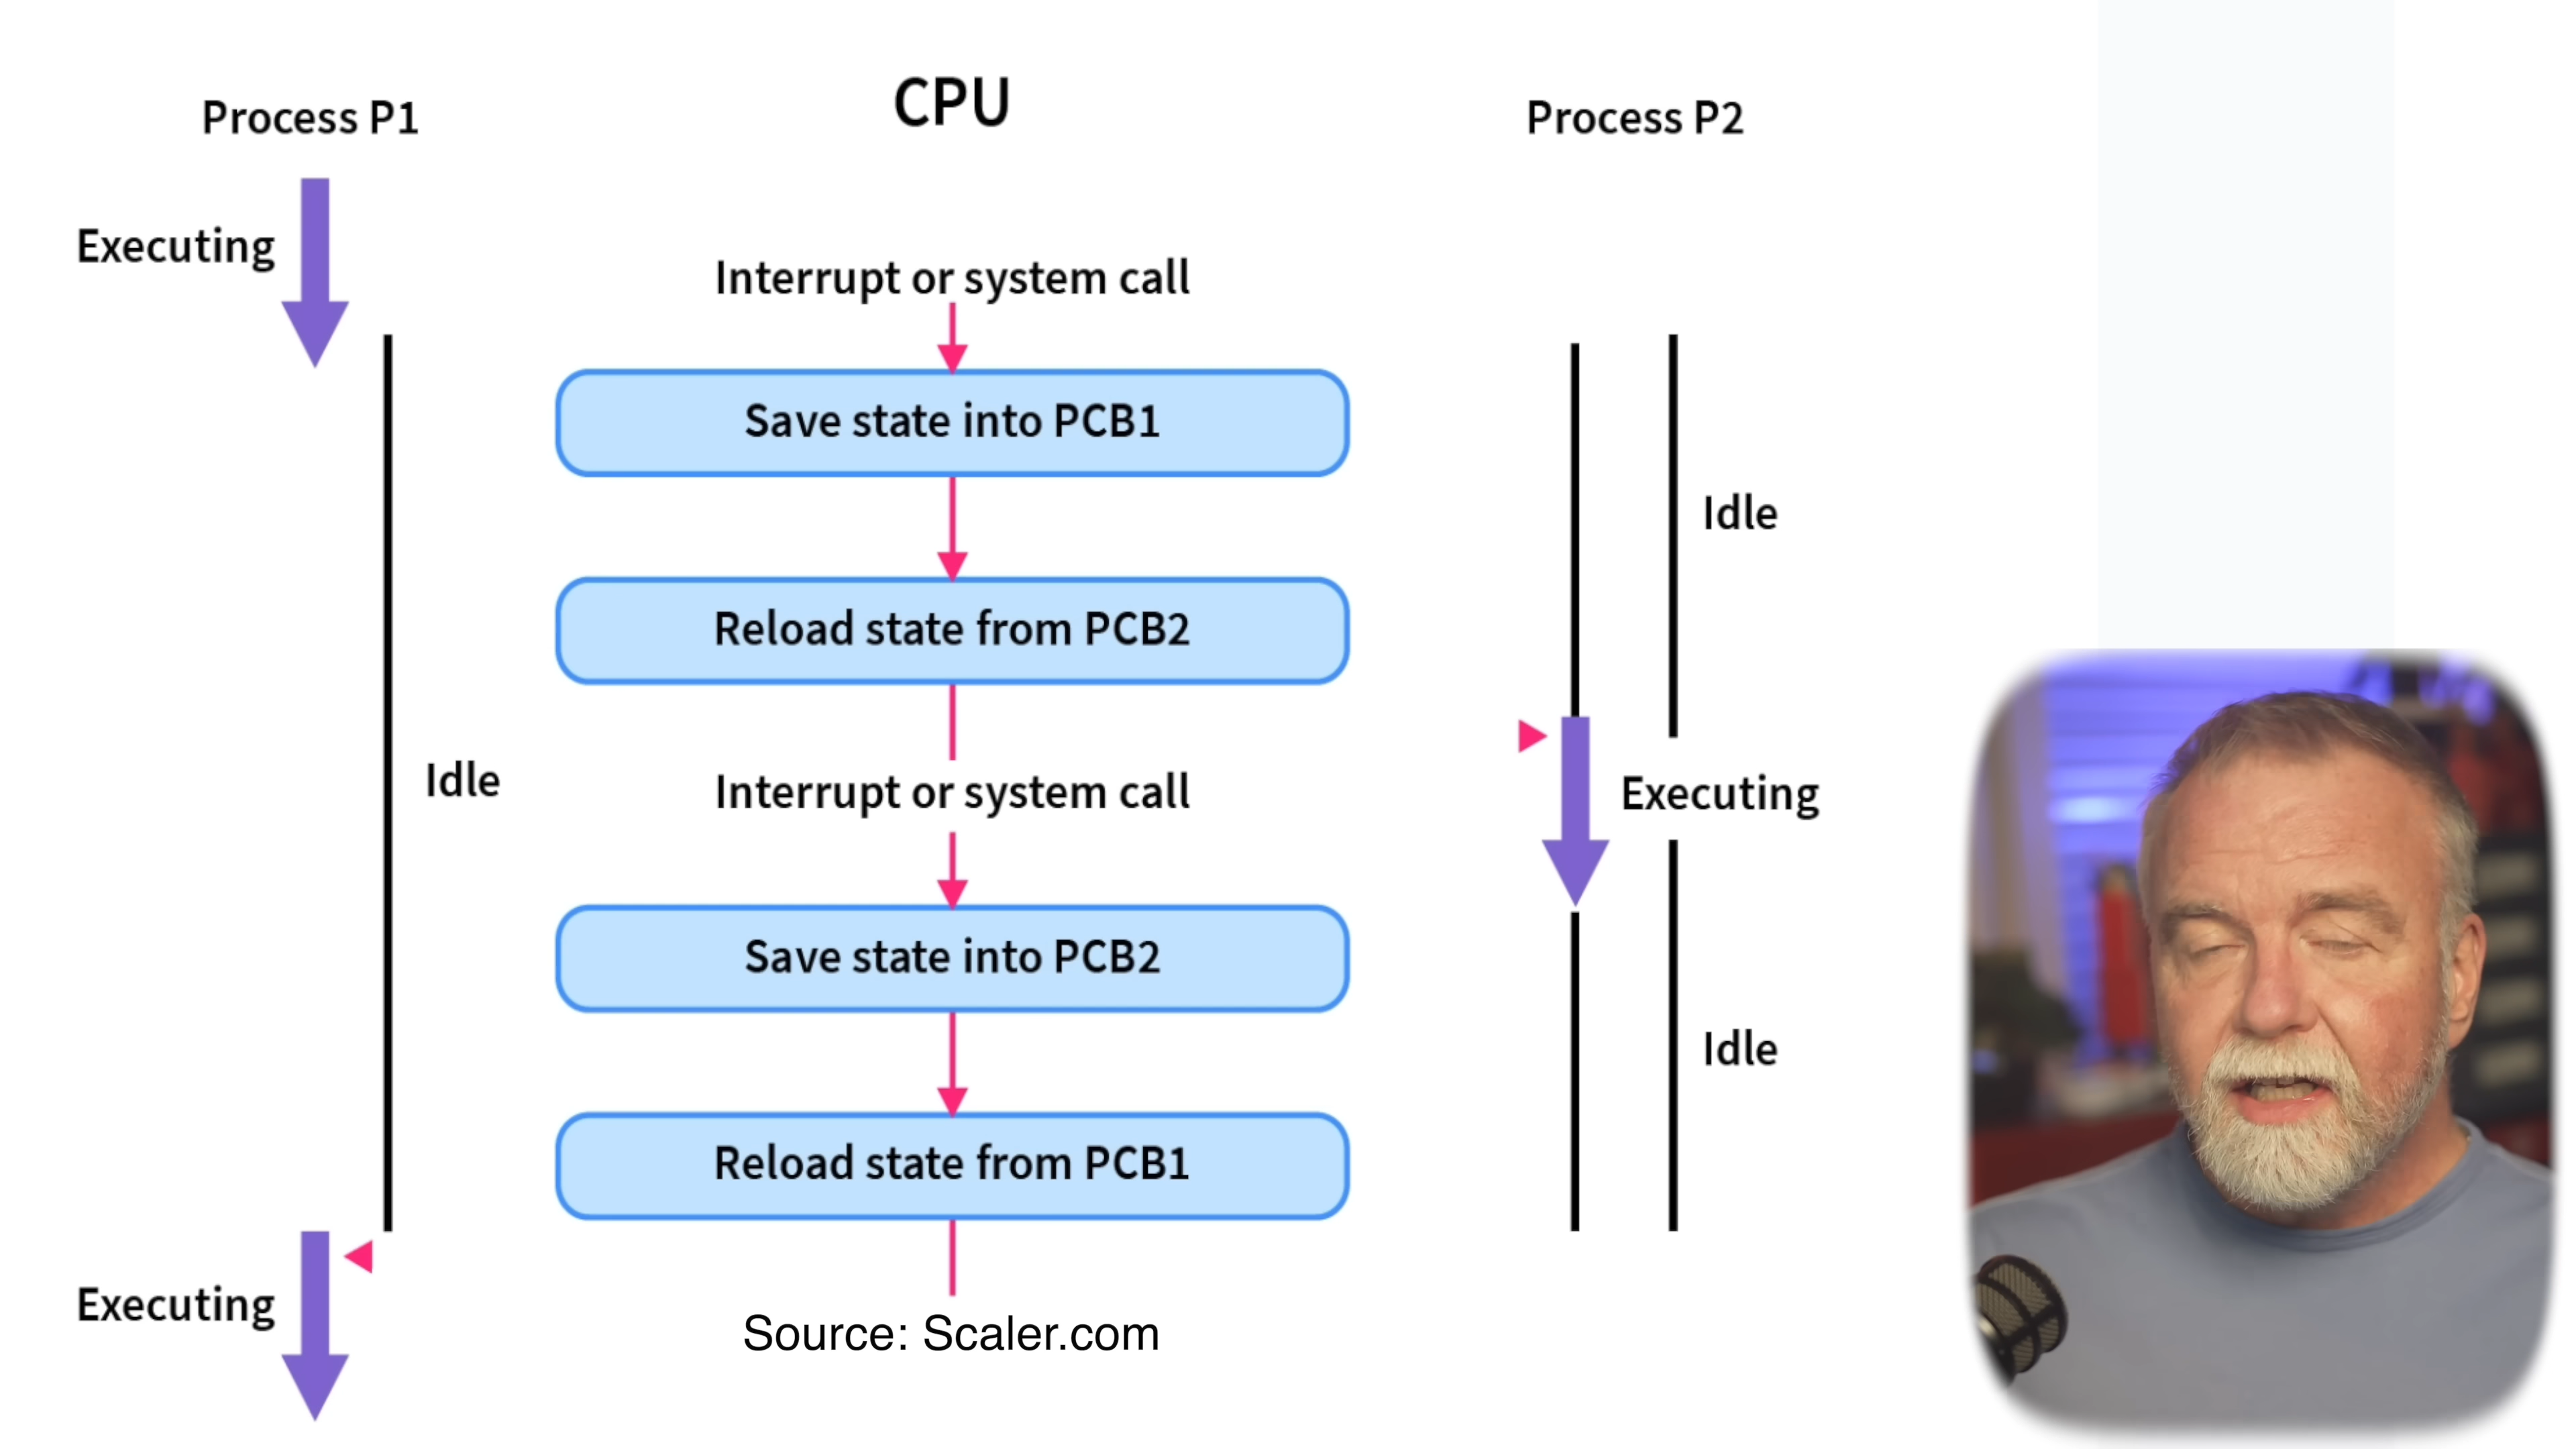 CPU
Process P1
Process P2
Executing
Interrupt or system call
Save state into PCB1
Idle
Reload state from PCB2
Idle
Interrupt or system call
Executing
Save state into PCB2
Idle
Reload state from PCB1
Executing
Source: Scaler.com